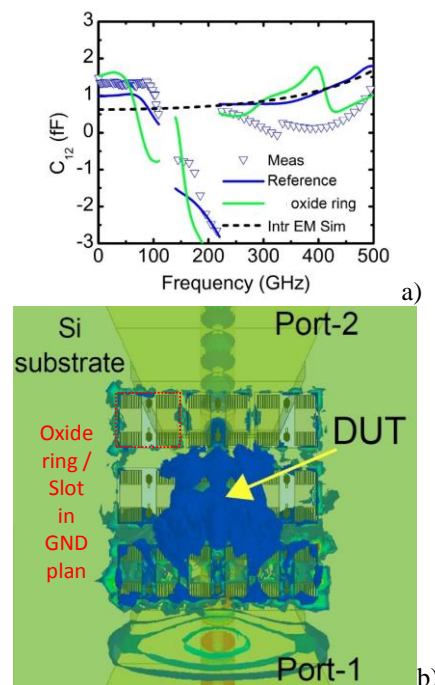 4
3
2
1
0
-1
-2
-3
C12 (fF)
Meas
Reference
oxide ring
Intr EM Sim
0 100 200 300 400 500
Frequency (GHz)
a)
Si
substrate
Port-2
DUT
Oxide
ring /
Slot
in
GND
plan
Port-1
b)